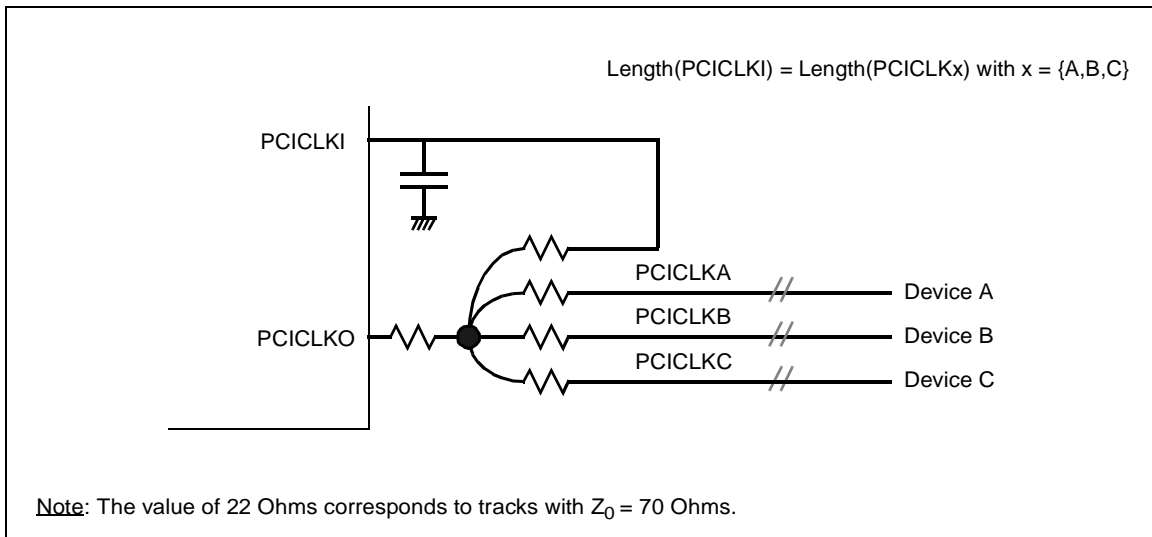 Length(PCICLKI) = Length(PCICLKx) with x = {A,B,C}
PCICLKI
PCICLKA
Device A
PCICLKO
PCICLKB
Device B
PCICLKC
Device C
Note: The value of 22 Ohms corresponds to tracks with Z0 = 70 Ohms.